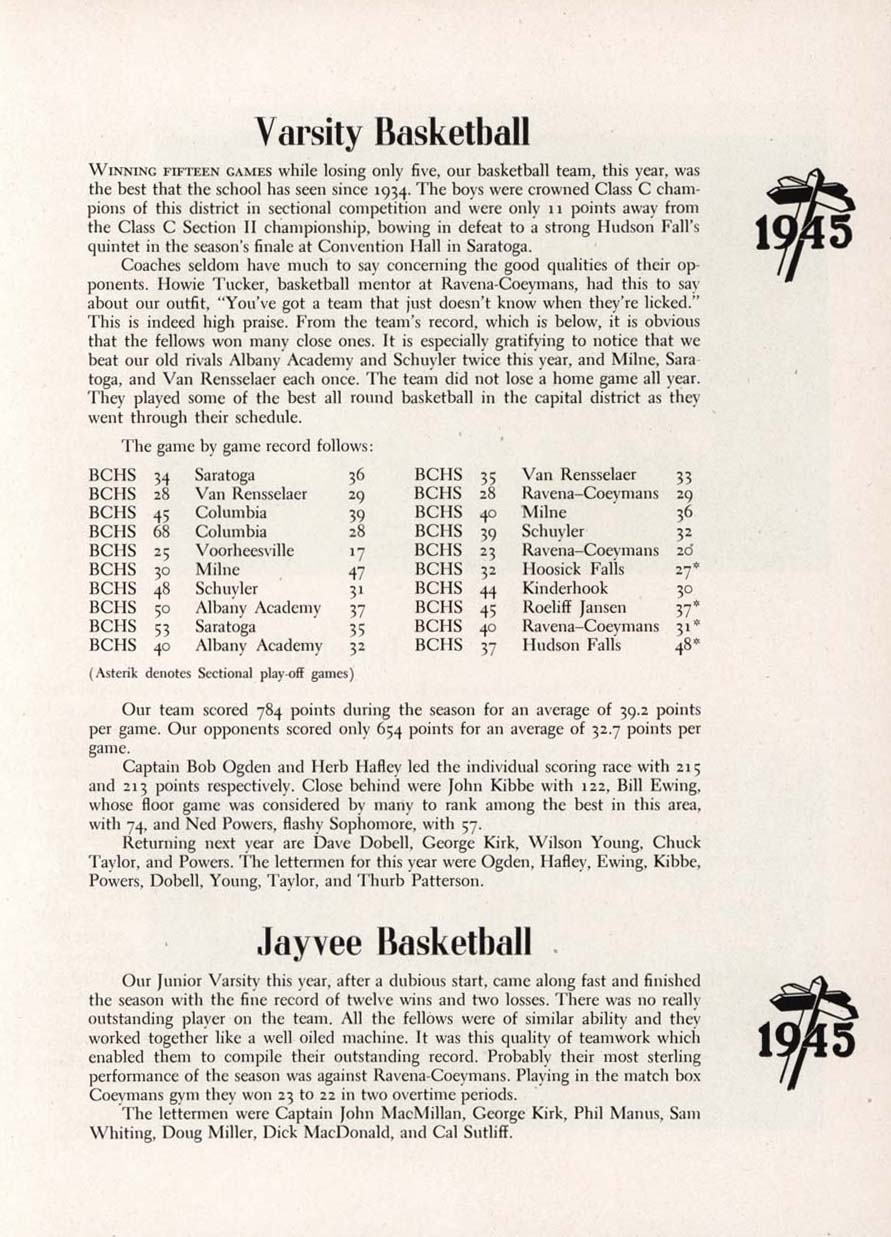 Varsity Basketball
WINNING FIFTEEN GAMES while losing only five, our basketball team, this year, was
the best that the school has seen since 1934. The boys were crowned Class C cham-
pions of this district in sectional competition and were only 11 points away from
the Class C Section II championship, bowing in defeat to a strong Hudson Fall's
quintet in the season's finale at Convention Hall in Saratoga.
1945
Coaches seldom have much to say concerning the good qualities of their op-
ponents. Howie Tucker, basketball mentor at Ravena-Coeymans, had this to say
about our outfit, "You've got a team that just doesn't know when they're licked."
This is indeed high praise. From the team's record, which is below, it is obvious
that the fellows won many close ones. It is especially gratifying to notice that we
beat our old rivals Albany Academy and Schuyler twice this year, and Milne, Sara-
toga, and Van Rensselaer each once. The team did not lose a home game all year.
They played some of the best all round basketball in the capital district as they
went through their schedule.
The game by game record follows:
BCHS 34 Saratoga 36 BCHS 35 Van Rensselaer 33
BCHS 28 Van Rensselaer 29 BCHS 28 Ravena–Coeymans 29
BCHS 45 Columbia 39 BCHS 40 Milne 36
BCHS 68 Columbia 28 BCHS 39 Schuyler 32
BCHS 25 Voorheesville 17 BCHS 23 Ravena–Coeymans 20
BCHS 30 Milne 47 BCHS 32 Hoosick Falls 27*
BCHS 48 Schuyler 31 BCHS 44 Kinderhook 30
BCHS 50 Albany Academy 37 BCHS 45 Roeliff Jansen 37*
BCHS 53 Saratoga 35 BCHS 40 Ravena–Coeymans 31*
BCHS 40 Albany Academy 32 BCHS 37 Hudson Falls 48*
(Asterik denotes Sectional play-off games)
Our team scored 784 points during the season for an average of 39.2 points
per game. Our opponents scored only 654 points for an average of 32.7 points per
game.
Captain Bob Ogden and Herb Hafley led the individual scoring race with 215
and 213 points respectively. Close behind were John Kibbe with 122, Bill Ewing,
whose floor game was considered by many to rank among the best in this area,
with 74, and Ned Powers, flashy Sophomore, with 57.
Returning next year are Dave Dobell, George Kirk, Wilson Young, Chuck
Taylor, and Powers. The lettermen for this year were Ogden, Hafley, Ewing, Kibbe,
Powers, Dobell, Young, Taylor, and Thurb Patterson.
Jayvee Basketball
Our Junior Varsity this year, after a dubious start, came along fast and finished
the season with the fine record of twelve wins and two losses. There was no really
outstanding player on the team. All the fellows were of similar ability and they
worked together like a well oiled machine. It was this quality of teamwork which
enabled them to compile their outstanding record. Probably their most sterling
performance of the season was against Ravena-Coeymans. Playing in the match box
Coeymans gym they won 23 to 22 in two overtime periods.
1945
The lettermen were Captain John MacMillan, George Kirk, Phil Manus, Sam
Whiting, Doug Miller, Dick MacDonald, and Cal Sutliff.